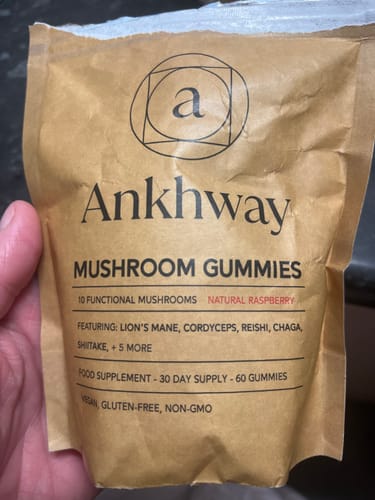 a
Ankhway
MUSHROOM GUMMIES
10 FUNCTIONAL MUSHROOMS NATURAL RASPBERRY
FEATURING: LION'S MANE, CORDYCEPS, REISHI, CHAGA,
SHIITAKE, + 5 MORE
FOOD SUPPLEMENT - 30 DAY SUPPLY - 60 GUMMIES
VEGAN, GLUTEN-FREE, NON-GMO